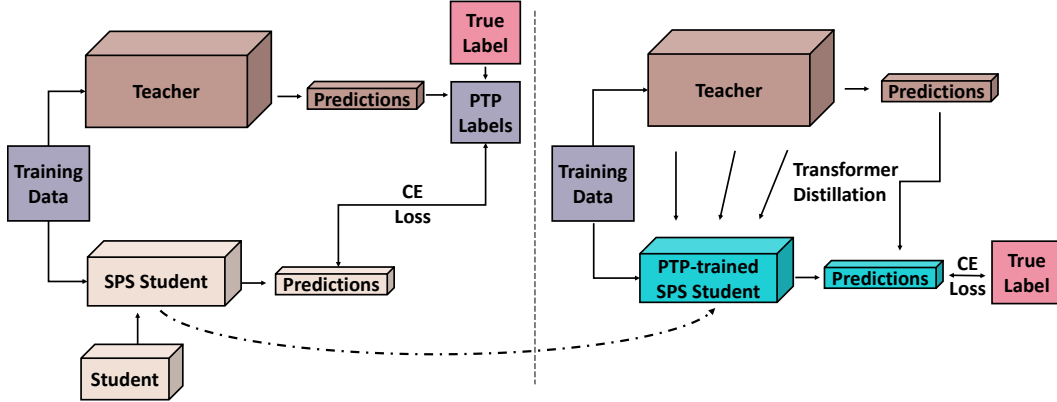 True
Label
Teacher
Predictions
PTP
Labels
Training
Data
CE
Loss
SPS Student
Predictions
Student
Teacher
Predictions
Training
Data
Transformer
Distillation
PTP-trained
SPS Student
Predictions
CE
Loss
True
Label